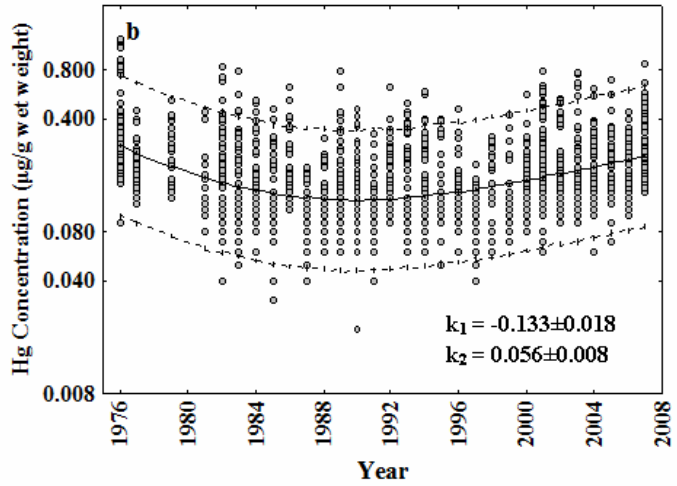 b
Hg Concentration (µg/g wet weight)
0.800
0.400
0.080
0.040
0.008
k₁ = -0.133±0.018
k₂ = 0.056±0.008
1976
1980
1984
1988
1992
1996
2000
2004
2008
Year